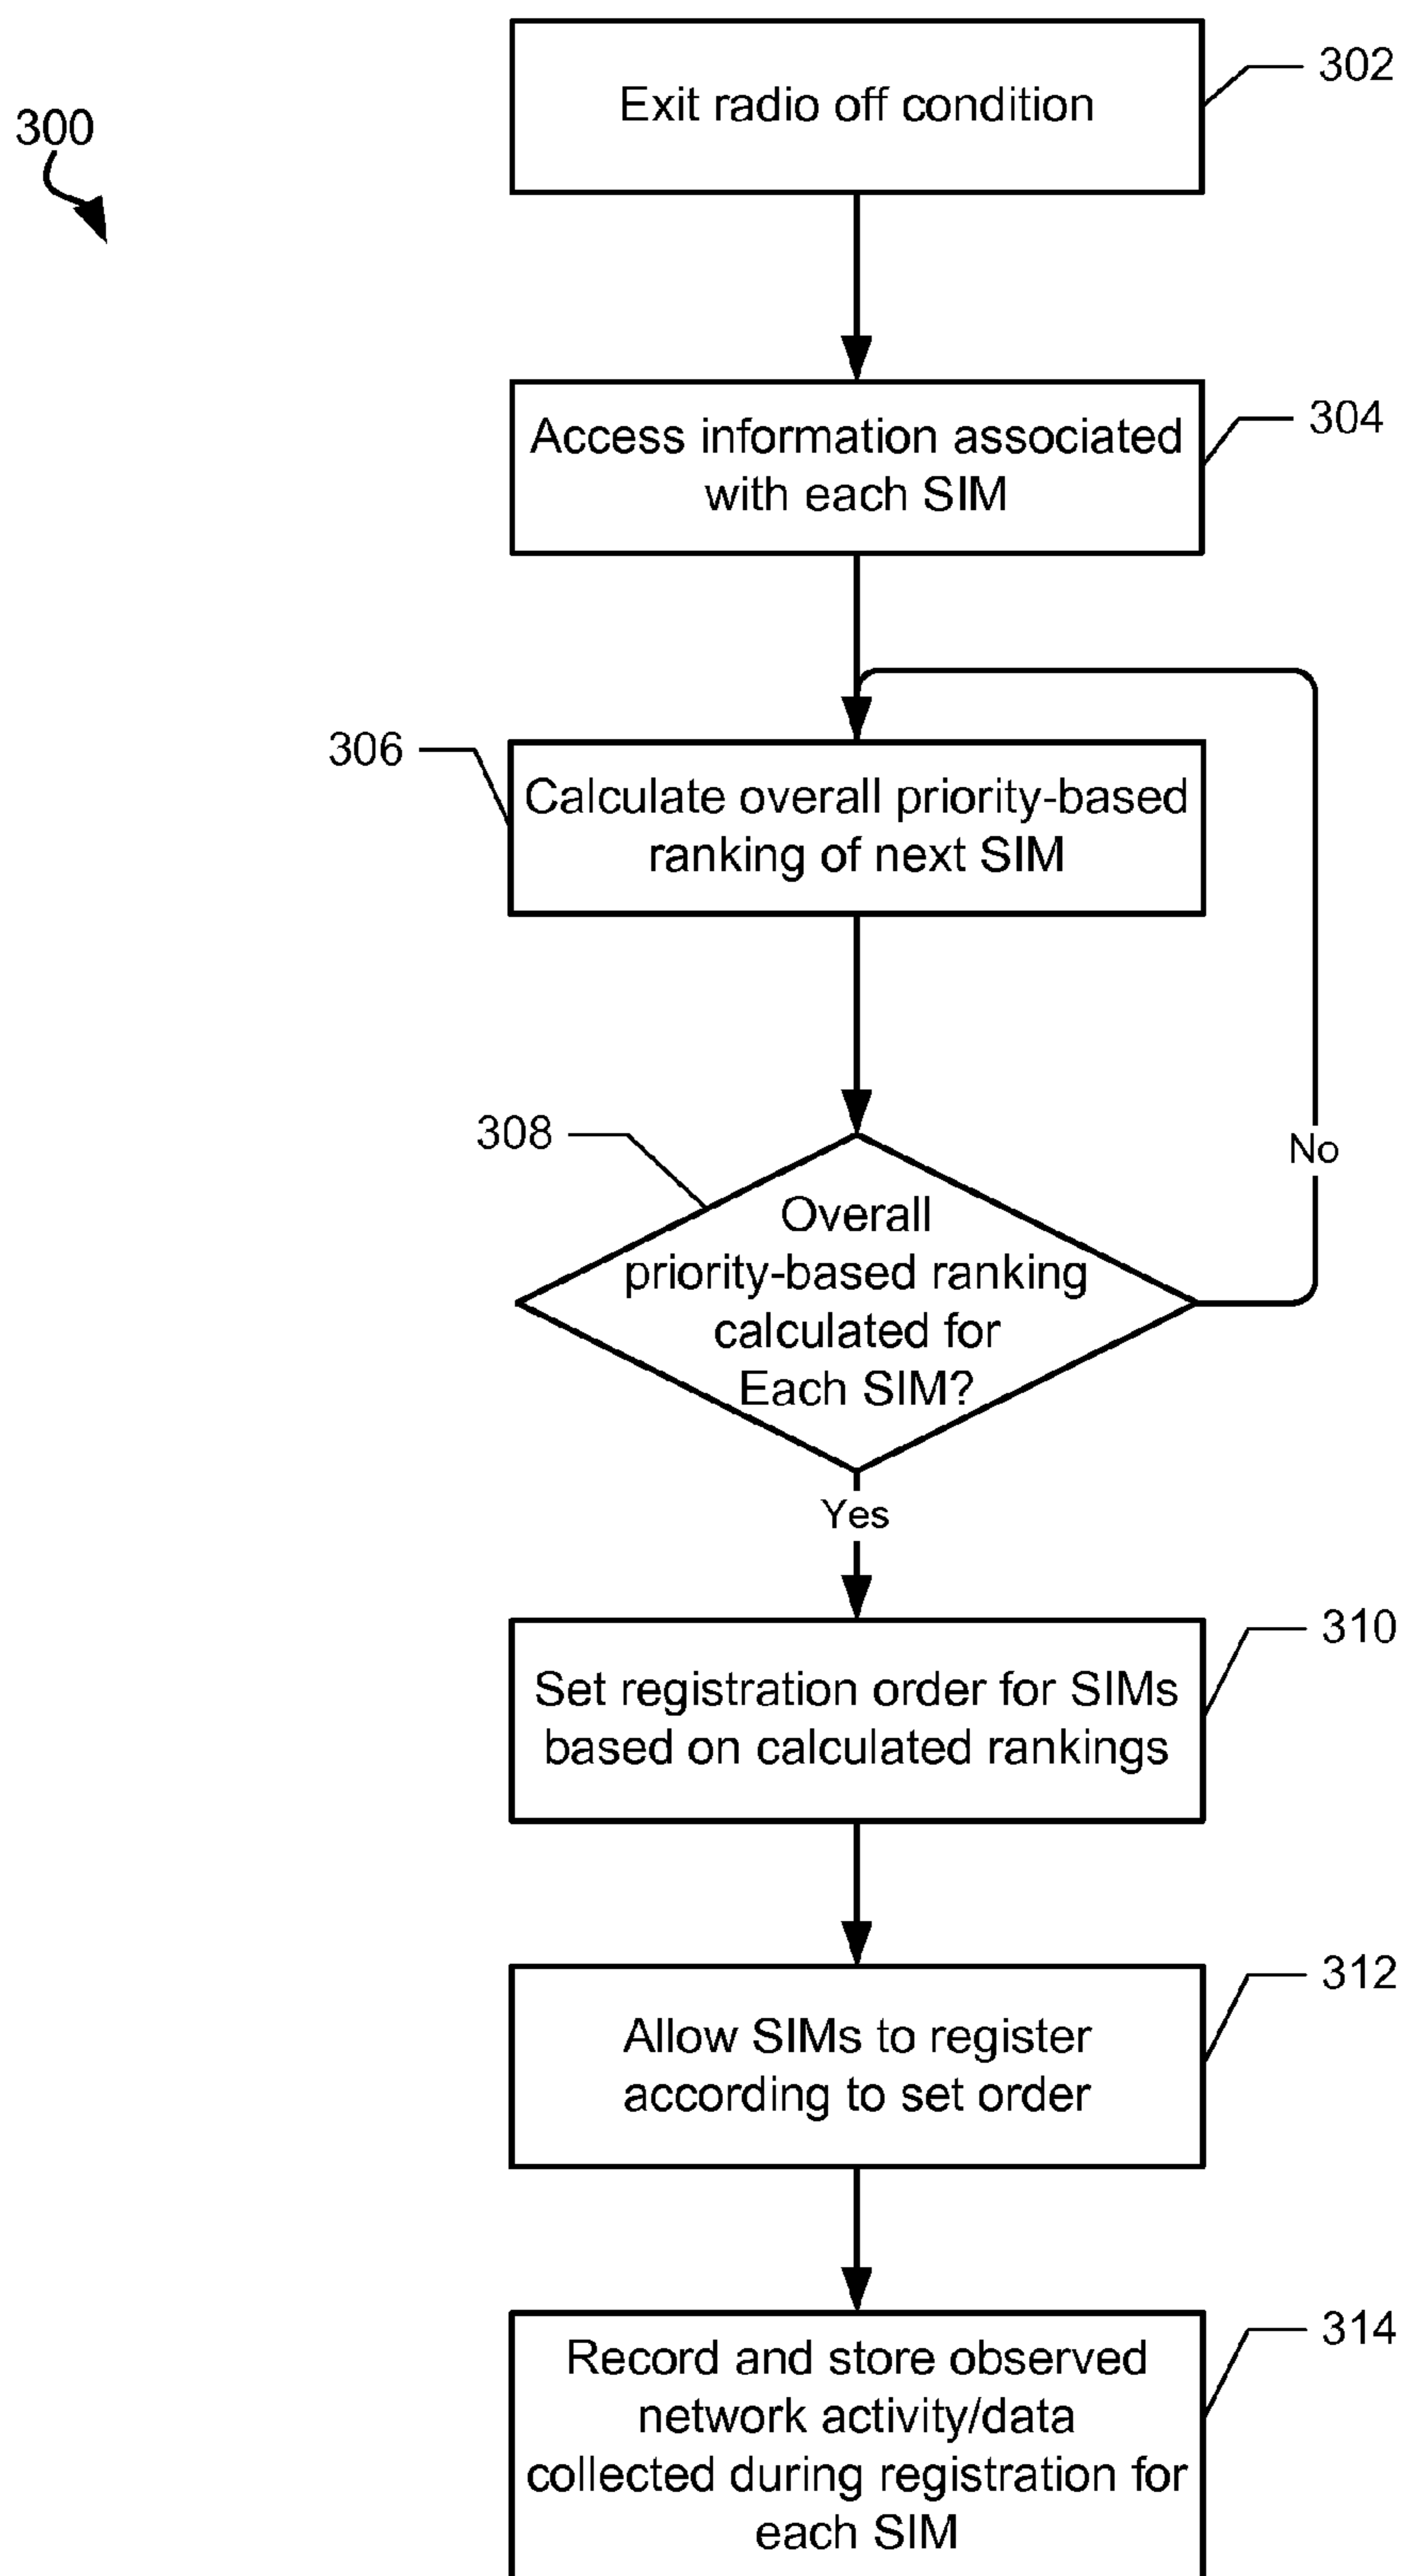 300
Exit radio off condition
302
Access information associated
with each SIM
304
306
Calculate overall priority-based
ranking of next SIM
308
Overall
priority-based ranking
calculated for
Each SIM?
No
Yes
Set registration order for SIMs
based on calculated rankings
310
Allow SIMs to register
according to set order
312
Record and store observed
network activity/data
collected during registration for
each SIM
314